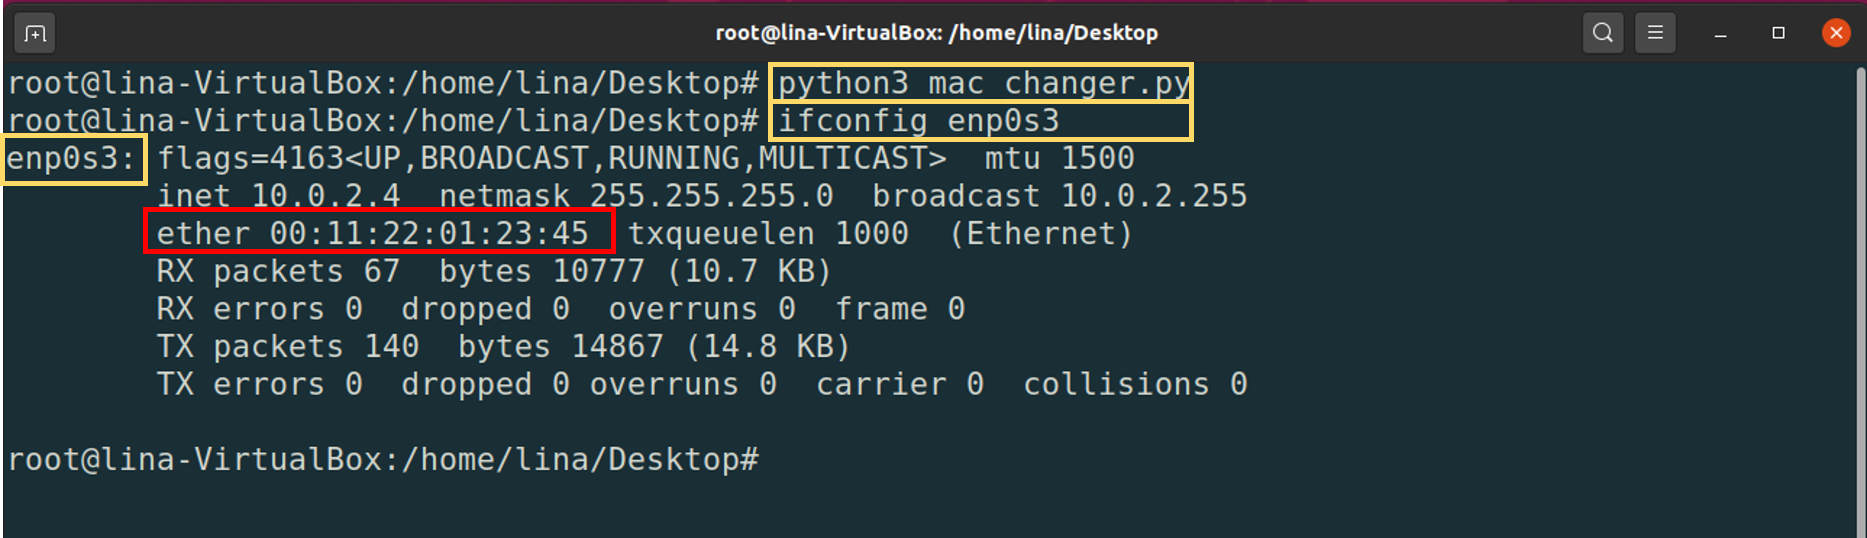 root@lina-VirtualBox: /home/lina/Desktop
root@lina-VirtualBox:/home/lina/Desktop# python3 mac changer.py
root@lina-VirtualBox:/home/lina/Desktop# ifconfig enp0s3
enp0s3: flags=4163<UP,BROADCAST,RUNNING,MULTICAST>  mtu 1500
        inet 10.0.2.4  netmask 255.255.255.0  broadcast 10.0.2.255
        ether 00:11:22:01:23:45  txqueuelen 1000  (Ethernet)
        RX packets 67  bytes 10777 (10.7 KB)
        RX errors 0  dropped 0  overruns 0  frame 0
        TX packets 140  bytes 14867 (14.8 KB)
        TX errors 0  dropped 0 overruns 0  carrier 0  collisions 0
root@lina-VirtualBox:/home/lina/Desktop#